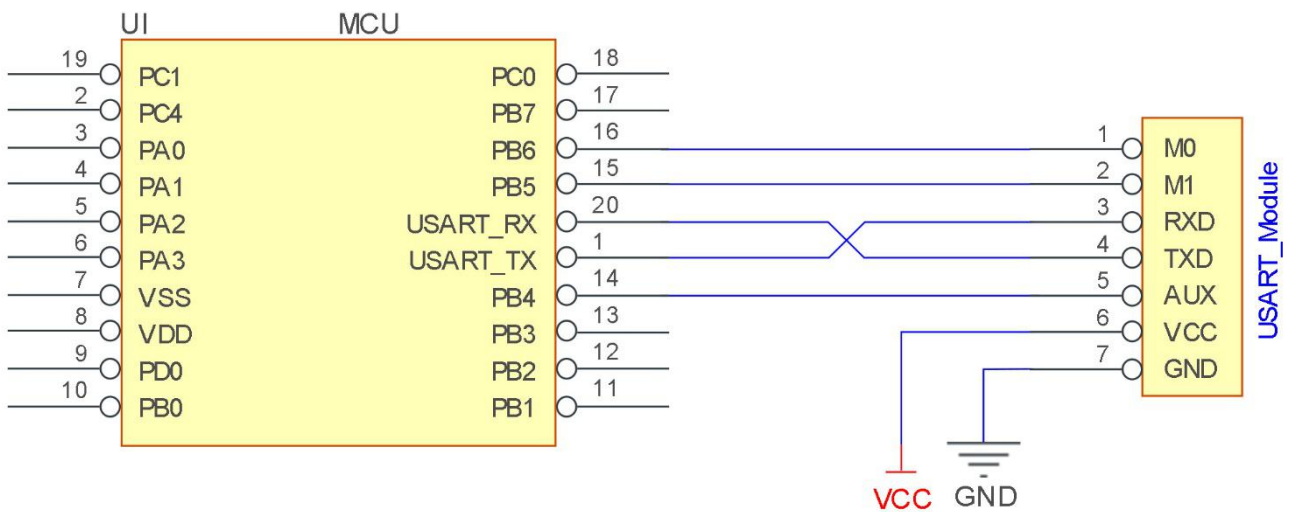 UI MCU
19 PC1 PC0 18
2 PC4 PB7 17
3 PA0 PB6 16 1 M0
4 PA1 PB5 15 2 M1
5 PA2 USART_RX 20 3 RXD
6 PA3 USART_TX 1 4 TXD
7 VSS PB4 14 5 AUX
8 VDD PB3 13 6 VCC
9 PD0 PB2 12 7 GND
10 PB0 PB1 11
USART_Module
VCC GND